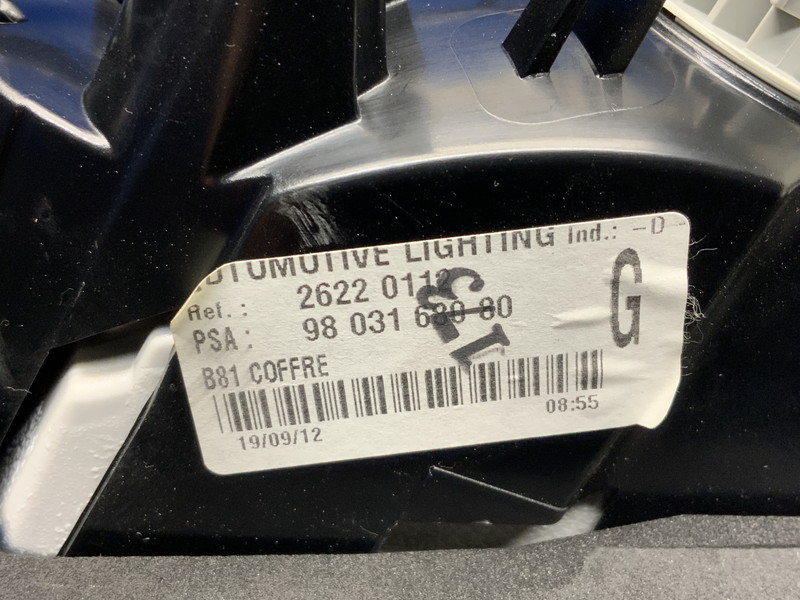 AUTOMOTIVE LIGHTING Ind.: -D
Ref.: 2622 0112
PSA: 98 031 680 80
G
B81 COFFRE
19/09/12 08:55